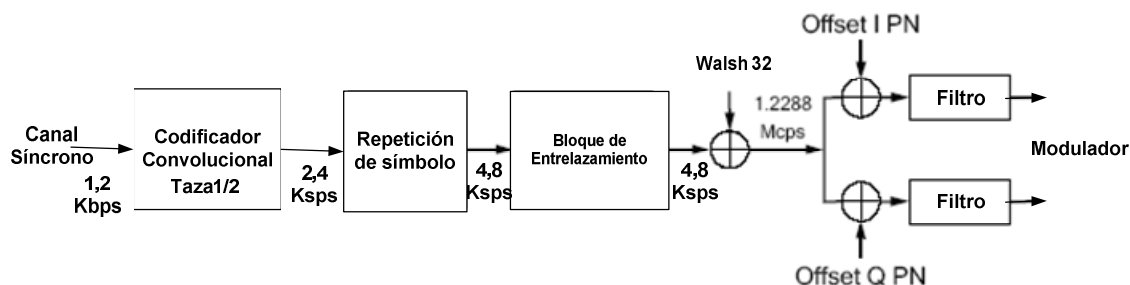 Offset I PN
Walsh 32
1.2288
Mcps
Filtro
Canal
Síncrono
1,2
Kbps
Codificador
Convolucional
Taza1/2
2,4
Ksps
Repetición
de símbolo
4,8
Ksps
Bloque de
Entrelazamiento
4,8
Ksps
Modulador
Filtro
Offset Q PN